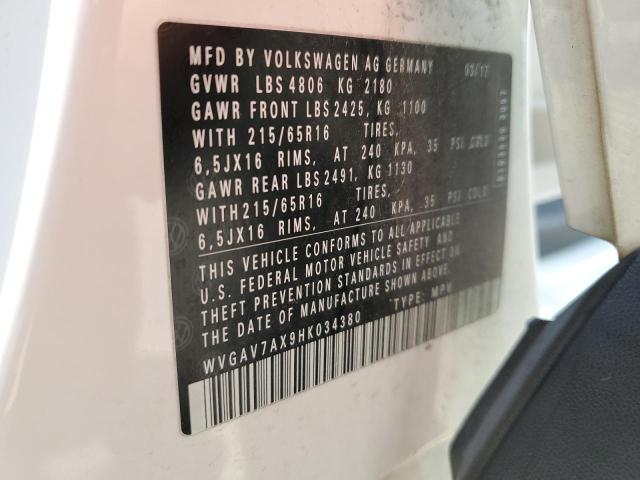 MFD BY VOLKSWAGEN AG GERMANY 03/17
GVWR LBS 4806 KG 2180
GAWR FRONT LBS 2425, KG 1100
WITH 215/65R16 TIRES,
6,5JX16 RIMS, AT 240 KPA, 35 PSI COLD
GAWR REAR LBS 2491, KG 1130
WITH 215/65R16 TIRES,
6,5JX16 RIMS, AT 240 KPA, 35 PSI COLD
THIS VEHICLE CONFORMS TO ALL APPLICABLE
U.S. FEDERAL MOTOR VEHICLE SAFETY AND
THEFT PREVENTION STANDARDS IN EFFECT ON
THE DATE OF MANUFACTURE SHOWN ABOVE.
WVGAV7AX9HK034380 TYPE: MPV